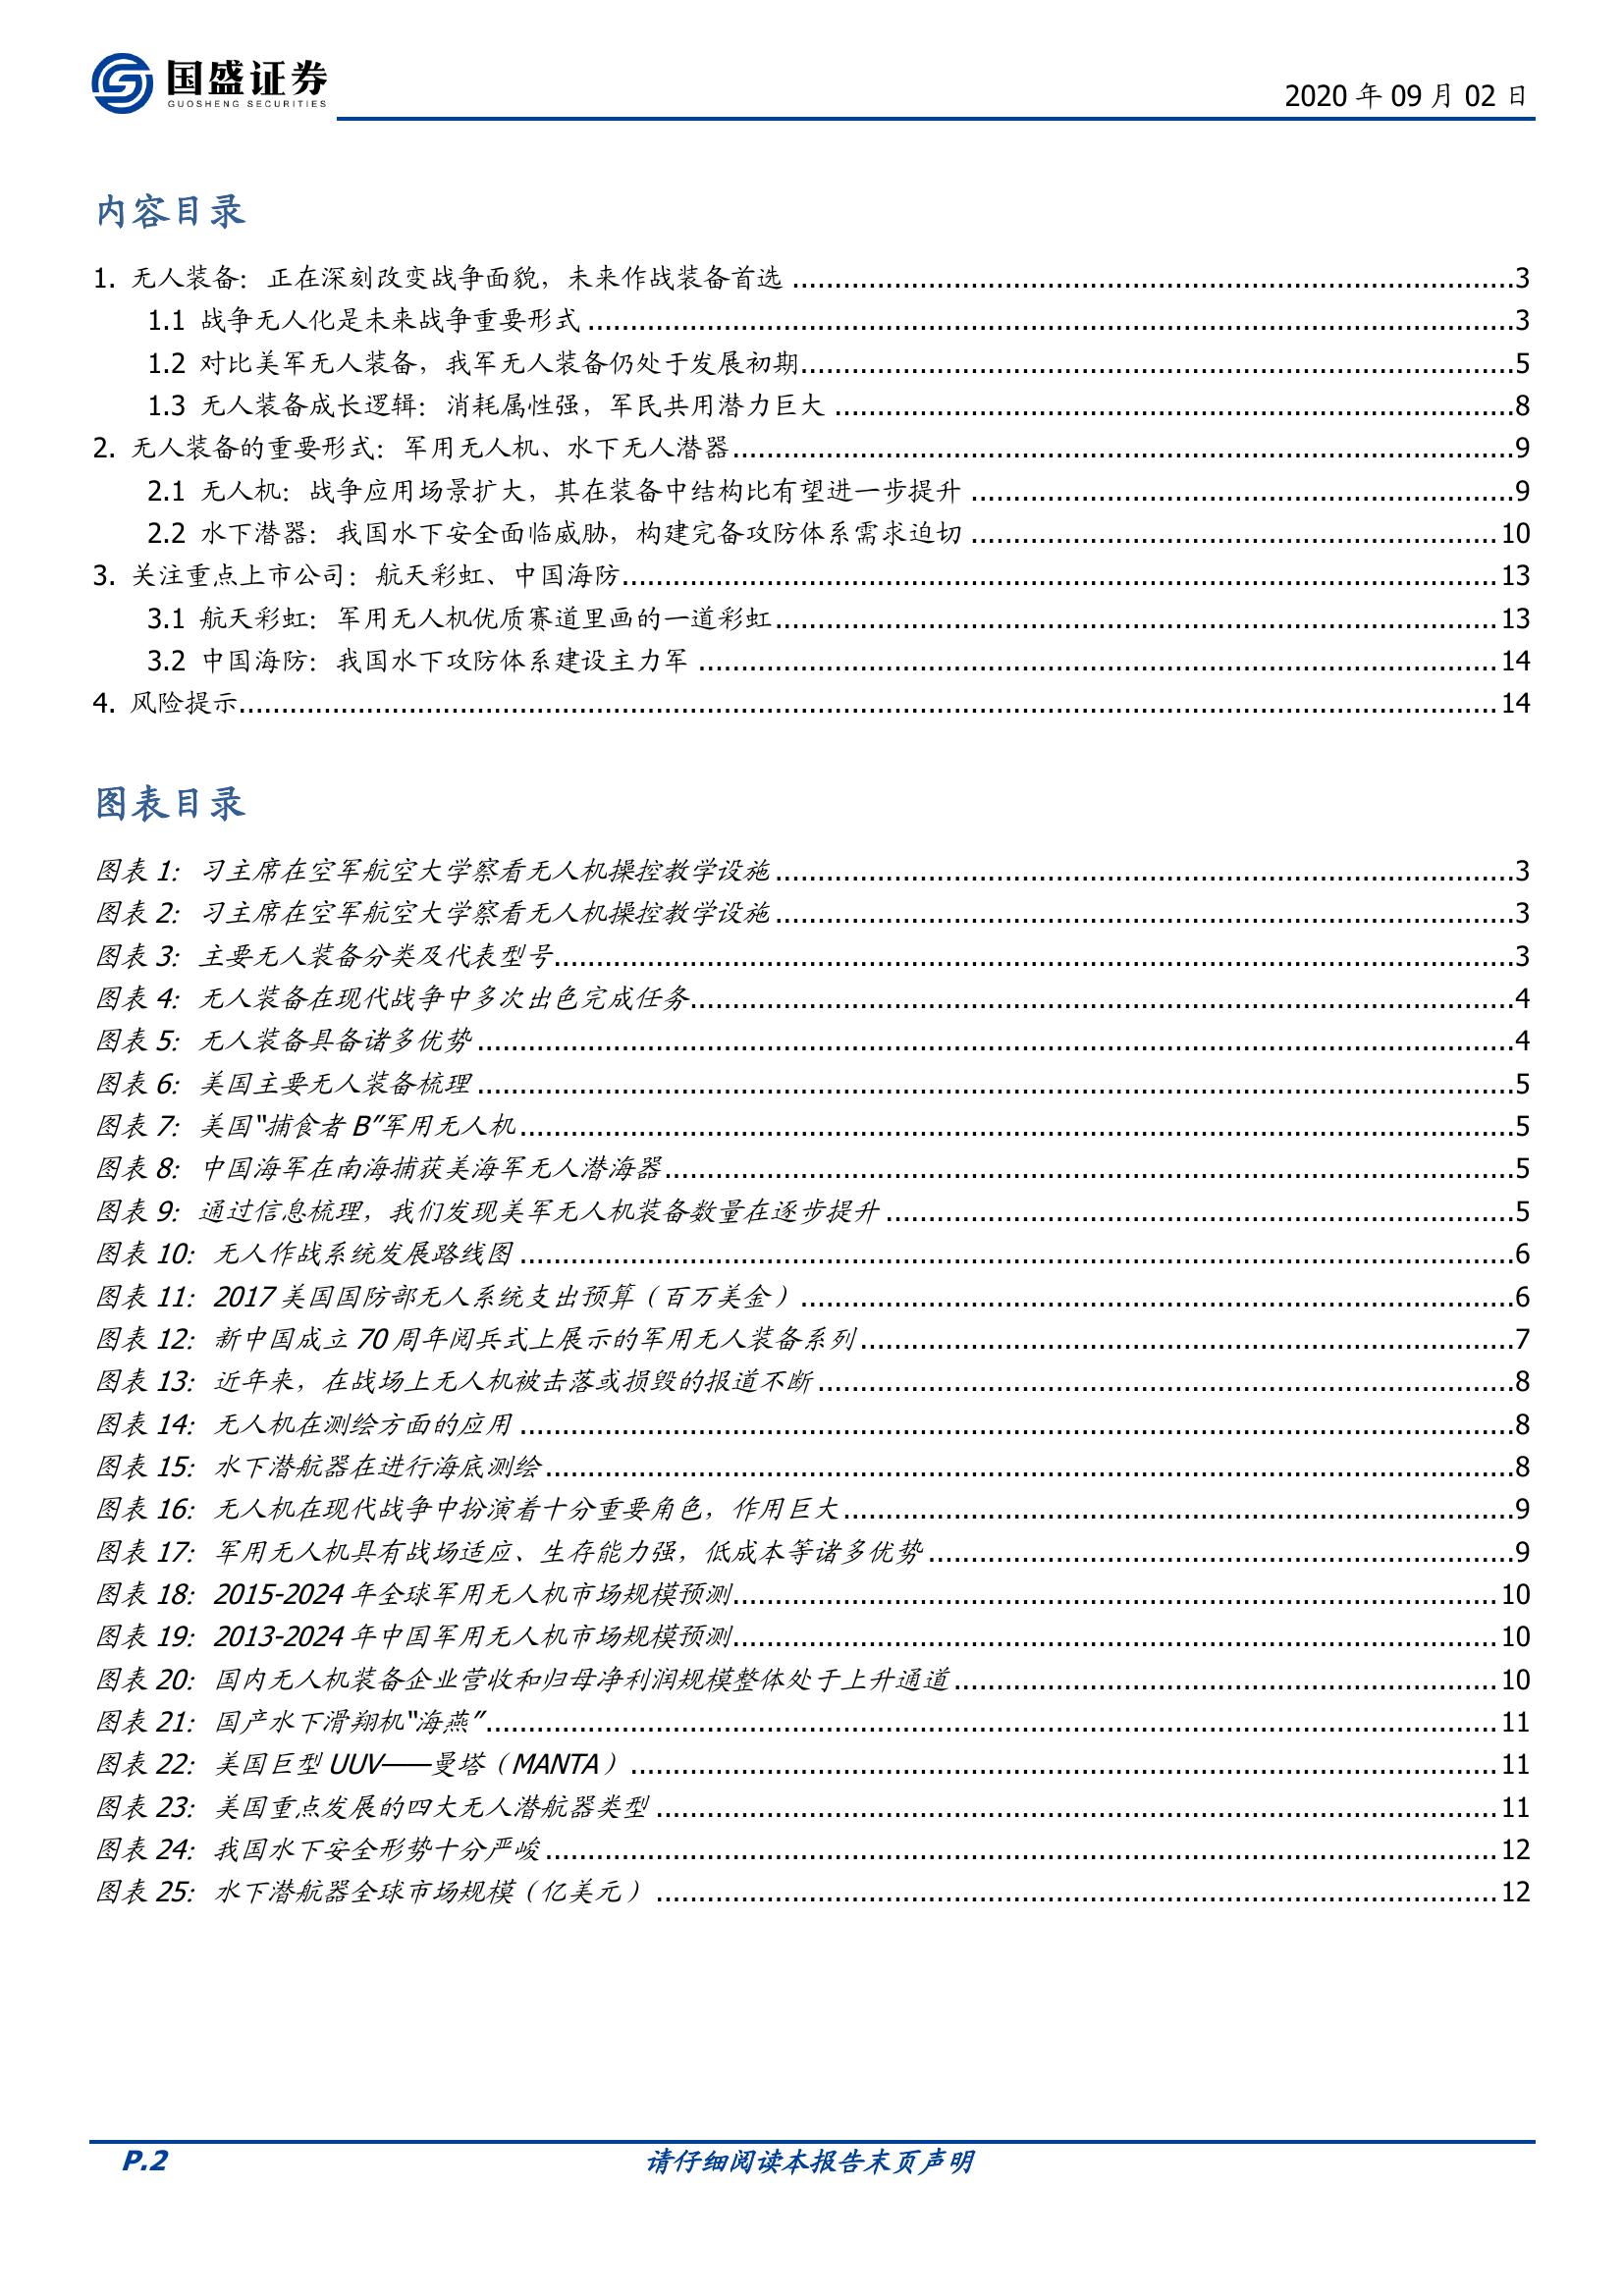 国盛证券
GUOSHENG SECURITIES
2020 年 09 月 02 日
内容目录
1. 无人装备：正在深刻改变战争面貌，未来作战装备首选 3
1.1 战争无人化是未来战争重要形式 3
1.2 对比美军无人装备，我军无人装备仍处于发展初期 5
1.3 无人装备成长逻辑：消耗属性强，军民共用潜力巨大 8
2. 无人装备的重要形式：军用无人机、水下无人潜器 9
2.1 无人机：战争应用场景扩大，其在装备中结构比有望进一步提升 9
2.2 水下潜器：我国水下安全面临威胁，构建完备攻防体系需求迫切 10
3. 关注重点上市公司：航天彩虹、中国海防 13
3.1 航天彩虹：军用无人机优质赛道里画的一道彩虹 13
3.2 中国海防：我国水下攻防体系建设主力军 14
4. 风险提示 14
图表目录
图表 1：习主席在空军航空大学察看无人机操控教学设施 3
图表 2：习主席在空军航空大学察看无人机操控教学设施 3
图表 3：主要无人装备分类及代表型号 3
图表 4：无人装备在现代战争中多次出色完成任务 4
图表 5：无人装备具备诸多优势 4
图表 6：美国主要无人装备梳理 5
图表 7：美国“捕食者 B”军用无人机 5
图表 8：中国海军在南海捕获美海军无人潜海器 5
图表 9：通过信息梳理，我们发现美军无人机装备数量在逐步提升 5
图表 10：无人作战系统发展路线图 6
图表 11：2017 美国国防部无人系统支出预算（百万美金） 6
图表 12：新中国成立 70 周年阅兵式上展示的军用无人装备系列 7
图表 13：近年来，在战场上无人机被击落或损毁的报道不断 8
图表 14：无人机在测绘方面的应用 8
图表 15：水下潜航器在进行海底测绘 8
图表 16：无人机在现代战争中扮演着十分重要角色，作用巨大 9
图表 17：军用无人机具有战场适应、生存能力强，低成本等诸多优势 9
图表 18：2015-2024 年全球军用无人机市场规模预测 10
图表 19：2013-2024 年中国军用无人机市场规模预测 10
图表 20：国内无人机装备企业营收和归母净利润规模整体处于上升通道 10
图表 21：国产水下滑翔机“海燕” 11
图表 22：美国巨型 UUV——曼塔（MANTA） 11
图表 23：美国重点发展的四大无人潜航器类型 11
图表 24：我国水下安全形势十分严峻 12
图表 25：水下潜航器全球市场规模（亿美元） 12
P.2 请仔细阅读本报告末页声明